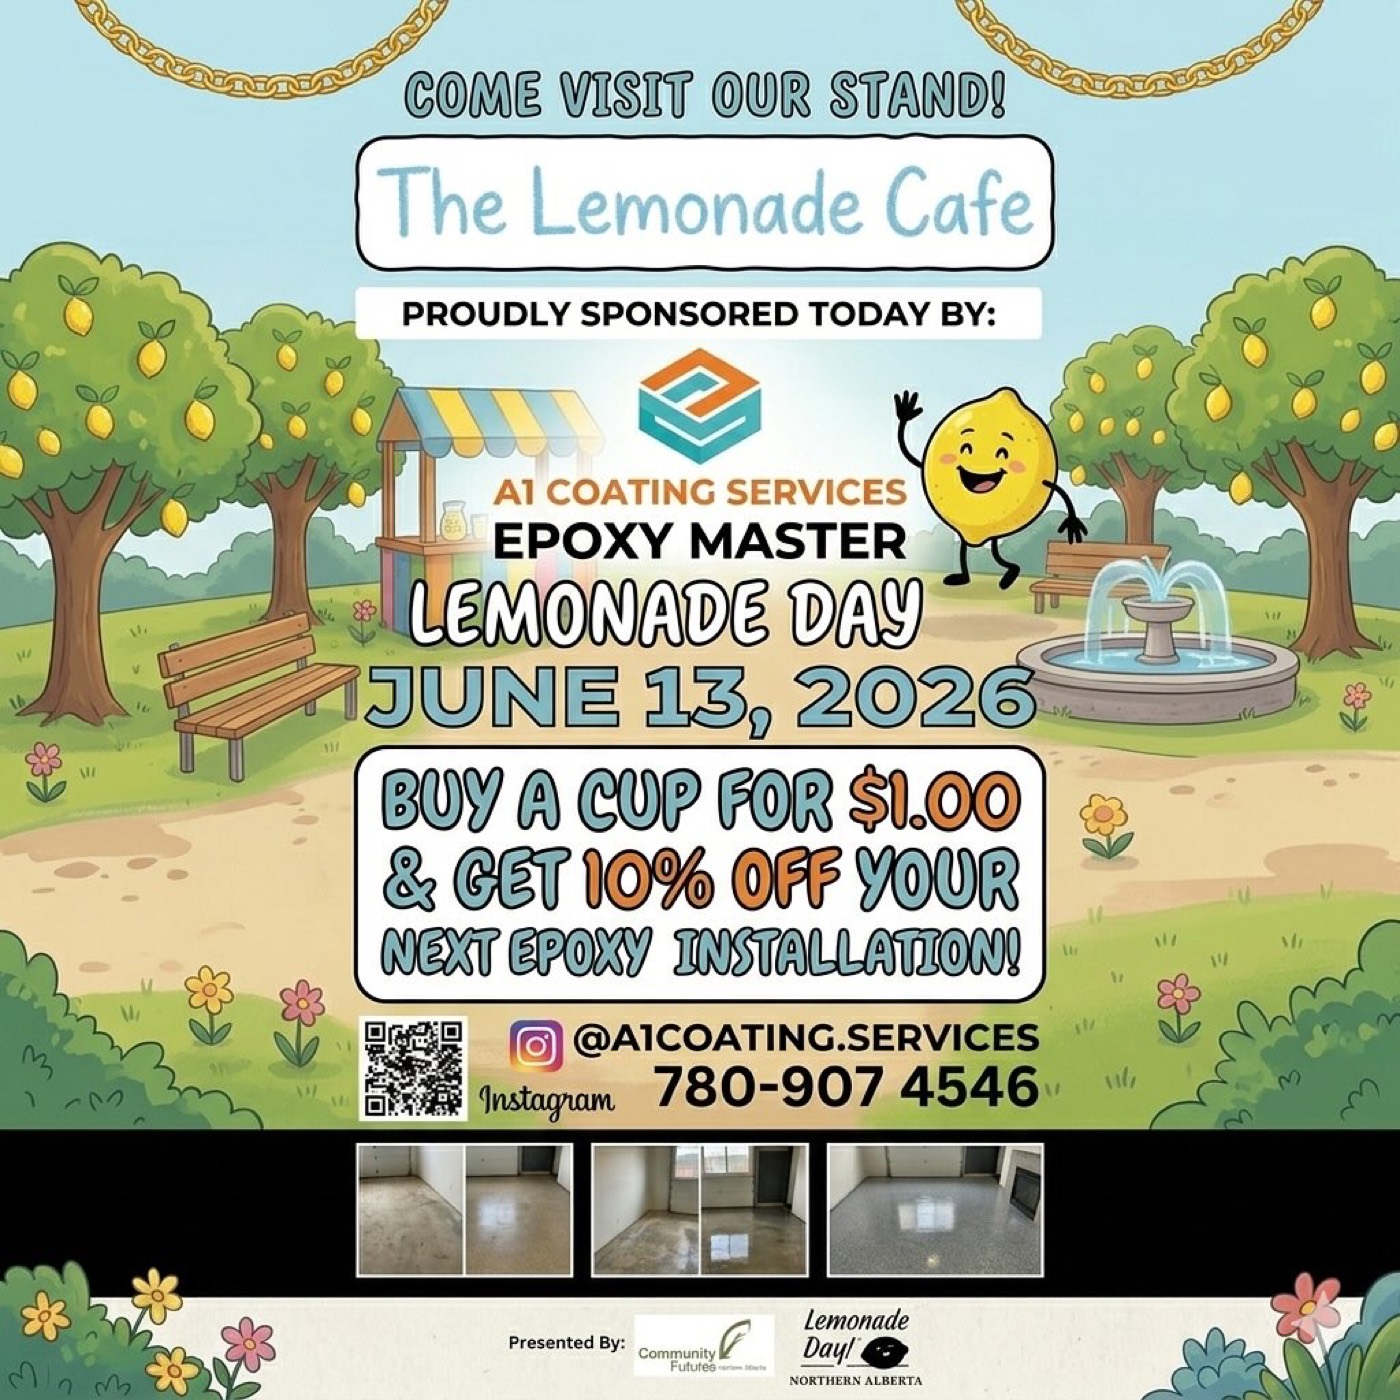 COME VISIT OUR STAND!
The Lemonade Cafe
PROUDLY SPONSORED TODAY BY:
A1 COATING SERVICES
EPOXY MASTER
LEMONADE DAY
JUNE 13, 2026
BUY A CUP FOR $1.00
& GET 10% OFF YOUR
NEXT EPOXY INSTALLATION!
@A1COATING.SERVICES
Instagram
780-907 4546
Presented By:
Community
Futures northern Alberta
Lemonade
Day!
NORTHERN ALBERTA